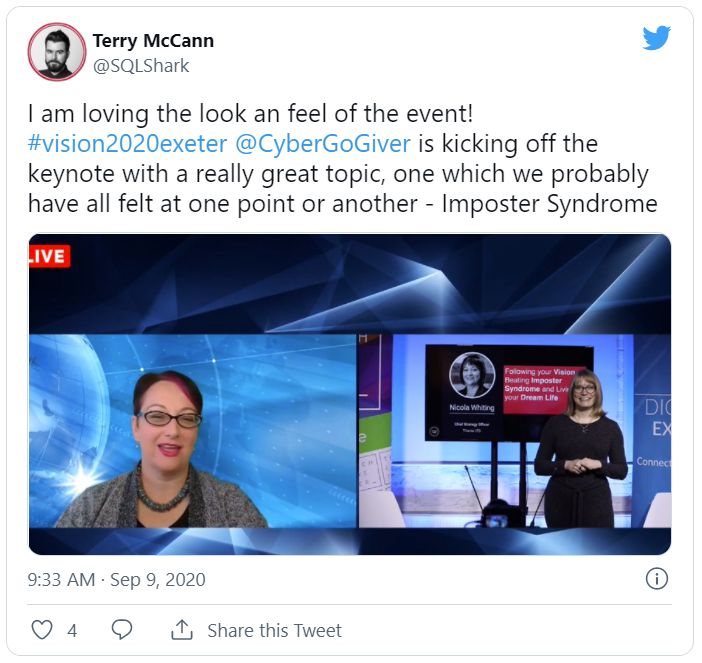 Terry McCann
@SQLShark
I am loving the look an feel of the event!
#vision2020exeter @CyberGoGiver is kicking off the
keynote with a really great topic, one which we probably
have all felt at one point or another - Imposter Syndrome
LIVE
Following your Vision
Beating Imposter
Syndrome and Livi
your Dream Life
Nicola Whiting
Chief Strategy Officer
Titania LTD
DIG
EX
Connect
9:33 AM · Sep 9, 2020
4
Share this Tweet